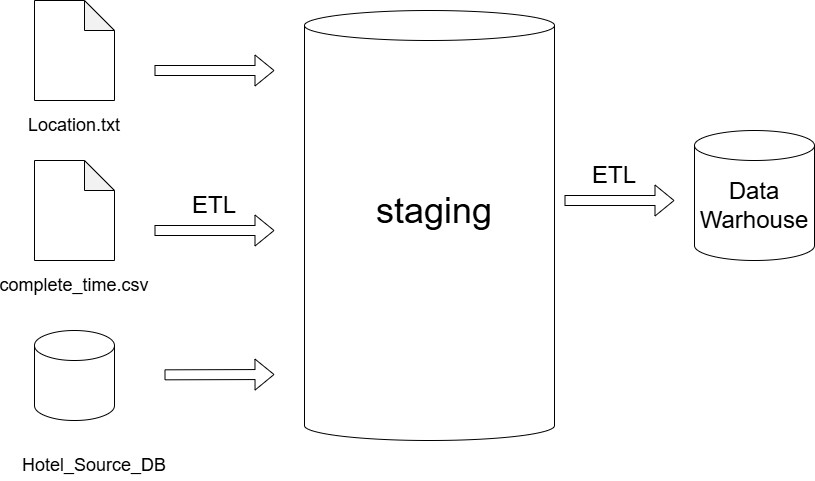 Location.txt
ETL
complete_time.csv
Hotel_Source_DB
staging
ETL
Data
Warhouse